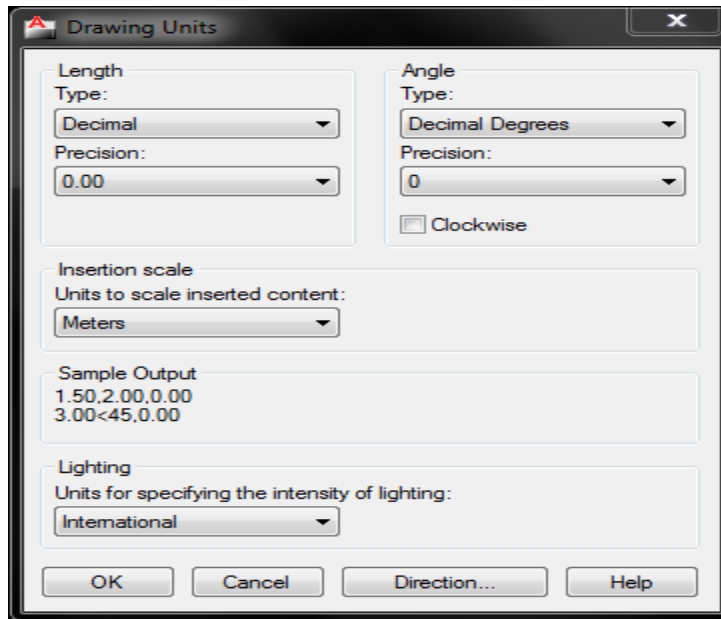 Drawing Units
Length
Type:
Decimal
Precision:
0.00
Angle
Type:
Decimal Degrees
Precision:
0
Clockwise
Insertion scale
Units to scale inserted content:
Meters
Sample Output
1.50,2.00,0.00
3.00<45,0.00
Lighting
Units for specifying the intensity of lighting:
International
OK
Cancel
Direction...
Help